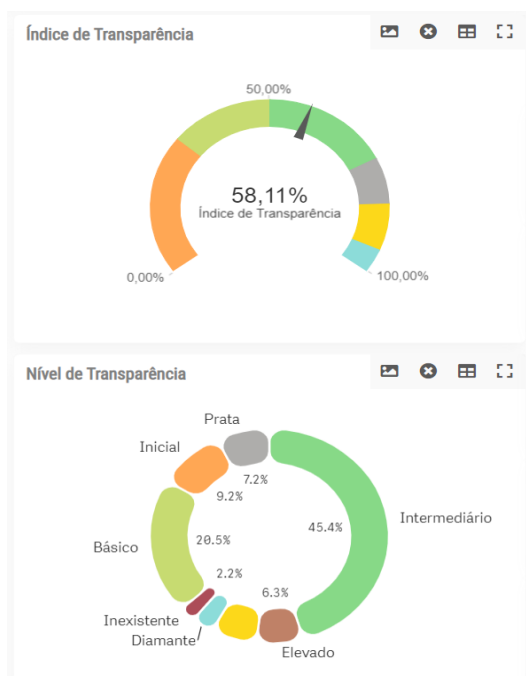 Índice de Transparência
50,00%
58,11%
Índice de Transparência
0,00%
100,00%
Nível de Transparência
Prata
Inicial
7.2%
9.2%
Intermediário
45.4%
20.5%
Básico
2.2%
6.3%
Inexistente
Diamante
Elevado